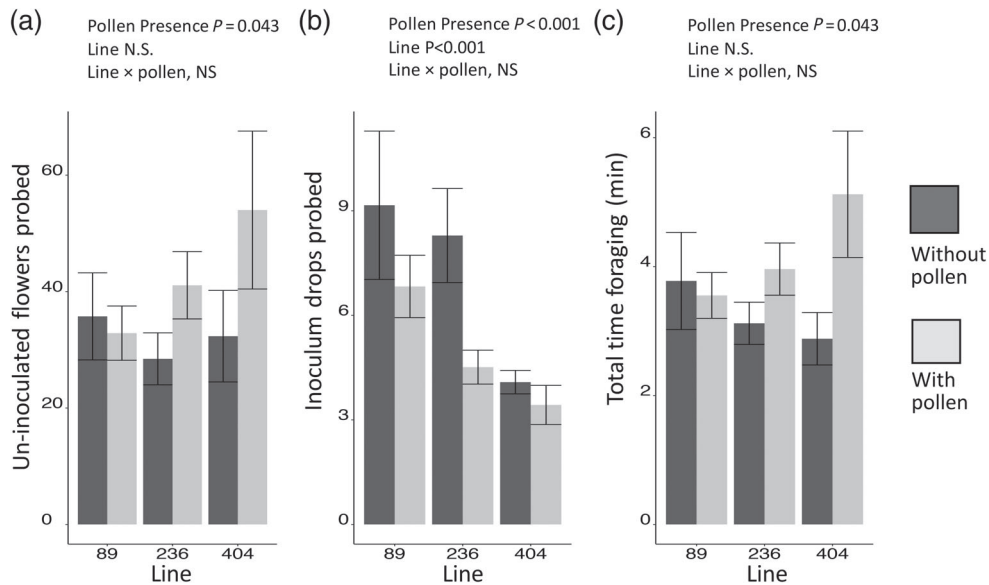 (a)
Pollen Presence P = 0.043
Line N.S.
Line × pollen, NS
Un-inoculated flowers probed
60
40
20
0
89 236 404
Line
(b)
Pollen Presence P < 0.001
Line P<0.001
Line × pollen, NS
Inoculum drops probed
9
6
3
0
89 236 404
Line
(c)
Pollen Presence P = 0.043
Line N.S.
Line × pollen, NS
Total time foraging (min)
6
4
2
0
89 236 404
Line
Without
pollen
With
pollen